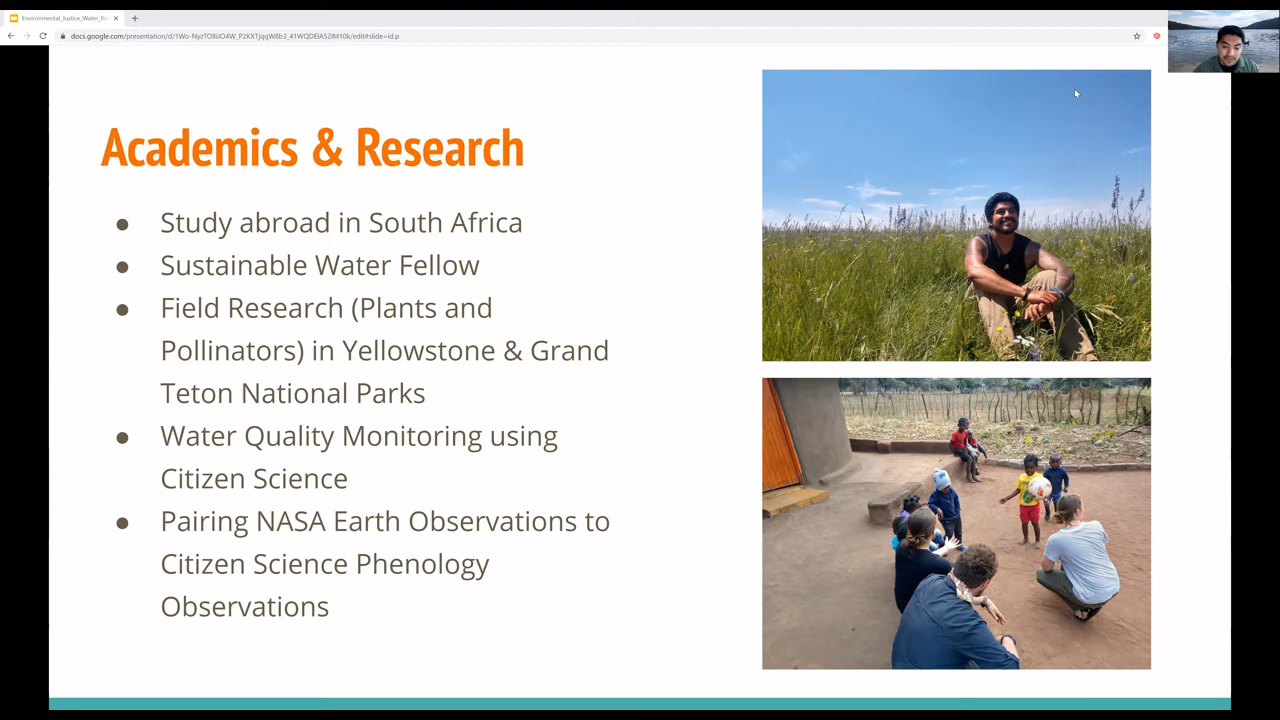 Environmental_Justice_Water_Re
docs.google.com/presentation/d/1Wo-NyzTOBiJO4W_P2KXTjqqW8b3_41WQDElA52lM10k/edit#slide=id.p
Academics & Research
● Study abroad in South Africa
● Sustainable Water Fellow
● Field Research (Plants and
Pollinators) in Yellowstone & Grand
Teton National Parks
● Water Quality Monitoring using
Citizen Science
● Pairing NASA Earth Observations to
Citizen Science Phenology
Observations